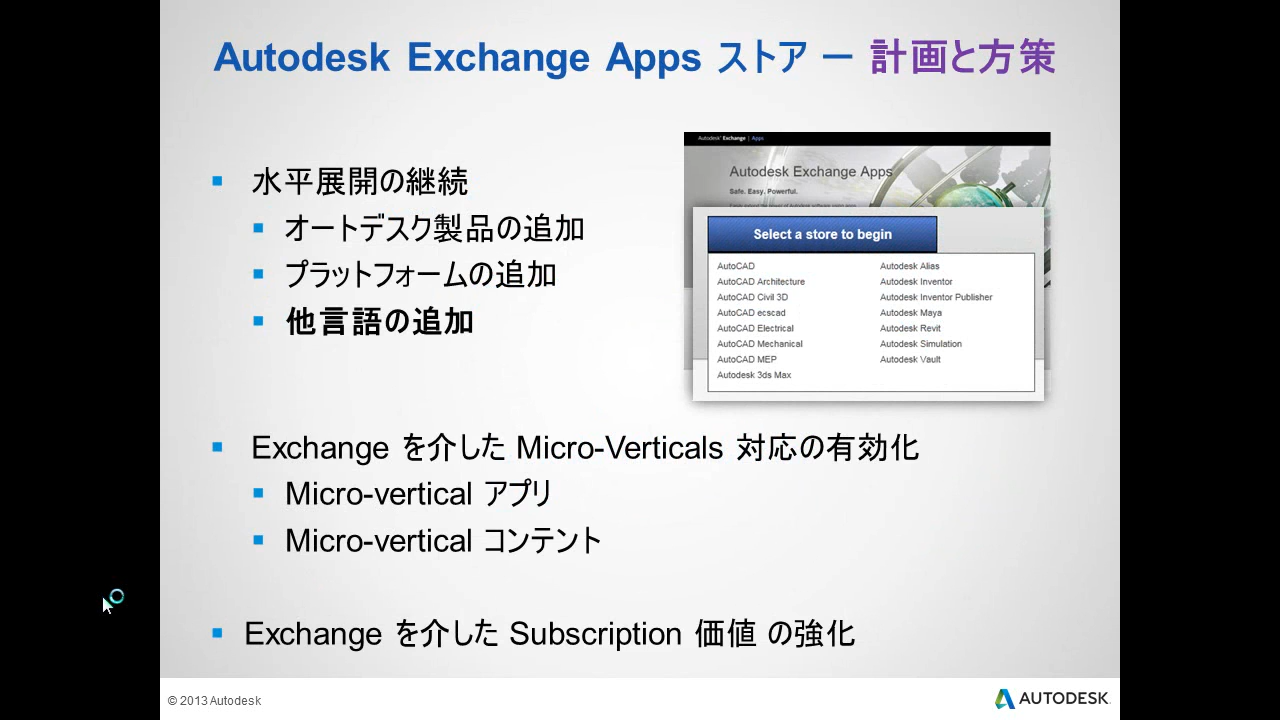 Autodesk Exchange Apps ストア ー 計画と方策
水平展開の継続
オートデスク製品の追加
プラットフォームの追加
他言語の追加
Autodesk® Exchange | Apps
Autodesk Exchange Apps
Safe. Easy. Powerful.
Select a store to begin
AutoCAD
AutoCAD Architecture
AutoCAD Civil 3D
AutoCAD ecscad
AutoCAD Electrical
AutoCAD Mechanical
AutoCAD MEP
Autodesk 3ds Max
Autodesk Alias
Autodesk Inventor
Autodesk Inventor Publisher
Autodesk Maya
Autodesk Revit
Autodesk Simulation
Autodesk Vault
Exchange を介した Micro-Verticals 対応の有効化
Micro-vertical アプリ
Micro-vertical コンテント
Exchange を介した Subscription 価値 の強化
© 2013 Autodesk
AUTODESK